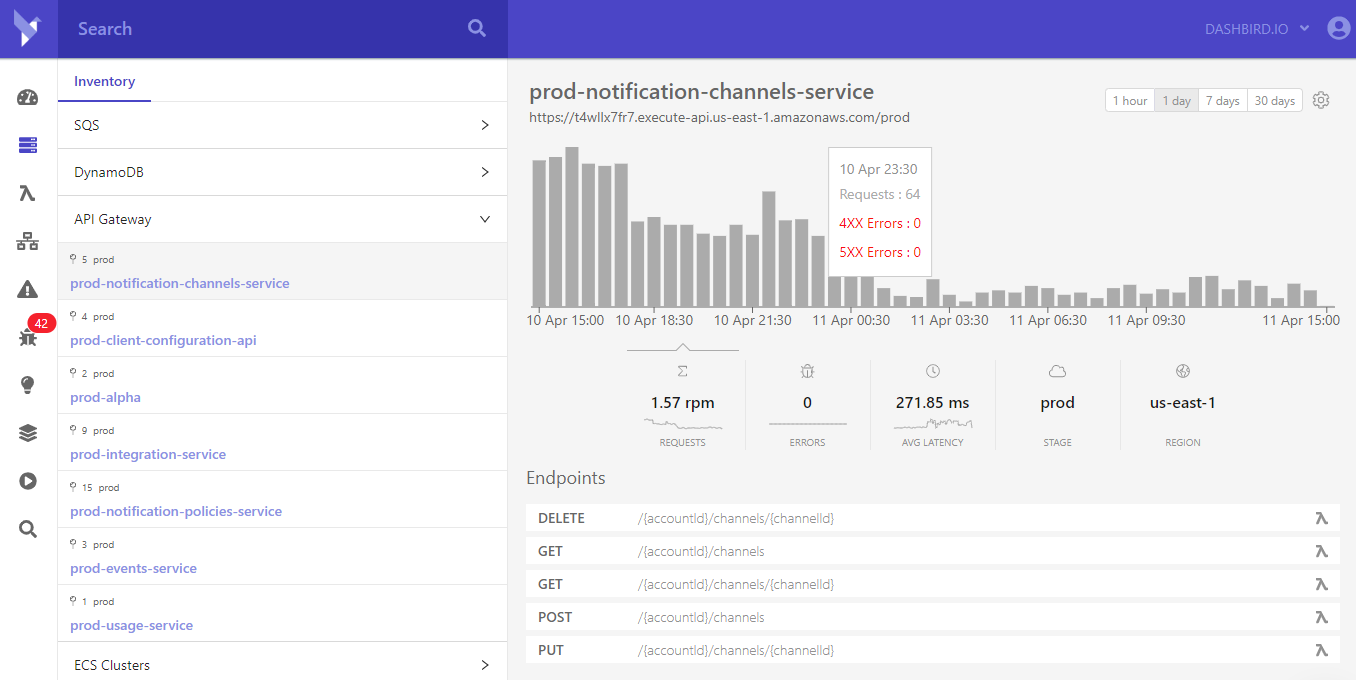 Search
DASHBIRD.IO
42
Inventory
SQS
DynamoDB
API Gateway
5 prod
prod-notification-channels-service
4 prod
prod-client-configuration-api
2 prod
prod-alpha
9 prod
prod-integration-service
15 prod
prod-notification-policies-service
3 prod
prod-events-service
1 prod
prod-usage-service
ECS Clusters
prod-notification-channels-service
https://t4wllx7fr7.execute-api.us-east-1.amazonaws.com/prod
1 hour 1 day 7 days 30 days
10 Apr 23:30
Requests : 64
4XX Errors : 0
5XX Errors : 0
10 Apr 15:00 10 Apr 18:30 10 Apr 21:30 11 Apr 00:30 11 Apr 03:30 11 Apr 06:30 11 Apr 09:30 11 Apr 15:00
1.57 rpm 0 271.85 ms prod us-east-1
REQUESTS ERRORS AVG LATENCY STAGE REGION
Endpoints
DELETE /{accountId}/channels/{channelId}
GET /{accountId}/channels
GET /{accountId}/channels/{channelId}
POST /{accountId}/channels
PUT /{accountId}/channels/{channelId}